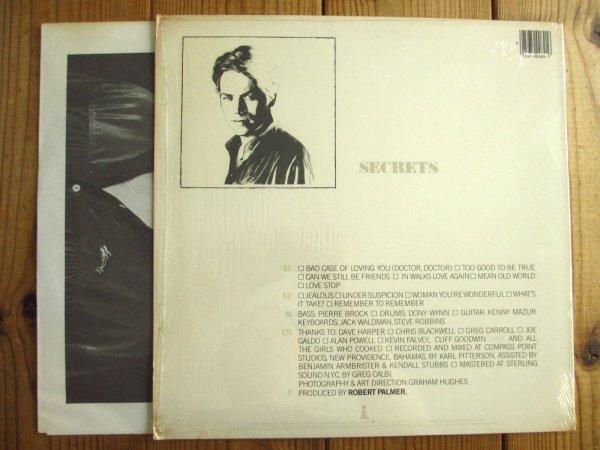 SECRETS
S1 ☐ BAD CASE OF LOVING YOU (DOCTOR, DOCTOR) ☐ TOO GOOD TO BE TRUE
☐ CAN WE STILL BE FRIENDS ☐ IN WALKS LOVE AGAIN ☐ MEAN OLD WORLD
☐ LOVE STOP
S2 ☐ JEALOUS ☐ UNDER SUSPICION ☐ WOMAN YOU'RE WONDERFUL ☐ WHAT'S
IT TAKE? ☐ REMEMBER TO REMEMBER
M BASS: PIERRE BROCK ☐ DRUMS: DONY WYNN ☐ GUITAR: KENNY MAZUR
KEYBOARDS: JACK WALDMAN, STEVE ROBBINS
CD THANKS TO: DAVE HARPER ☐ CHRIS BLACKWELL ☐ GREG CARROLL ☐ JOE
GALDO ☐ ALAN POWELL ☐ KEVIN FALVEY, CLIFF GOODWIN AND ALL
THE GIRLS WHO COOKED ☐ RECORDED AND MIXED AT COMPASS POINT
STUDIOS, NEW PROVIDENCE, BAHAMAS, BY KARL PITTERSON, ASSISTED BY
BENJAMIN ARMBRISTER & KENDALL STUBBS ☐ MASTERED AT STERLING
SOUND N.Y.C. BY GREG CALBI.
PHOTOGRAPHY & ART DIRECTION GRAHAM HUGHES
P PRODUCED BY ROBERT PALMER.